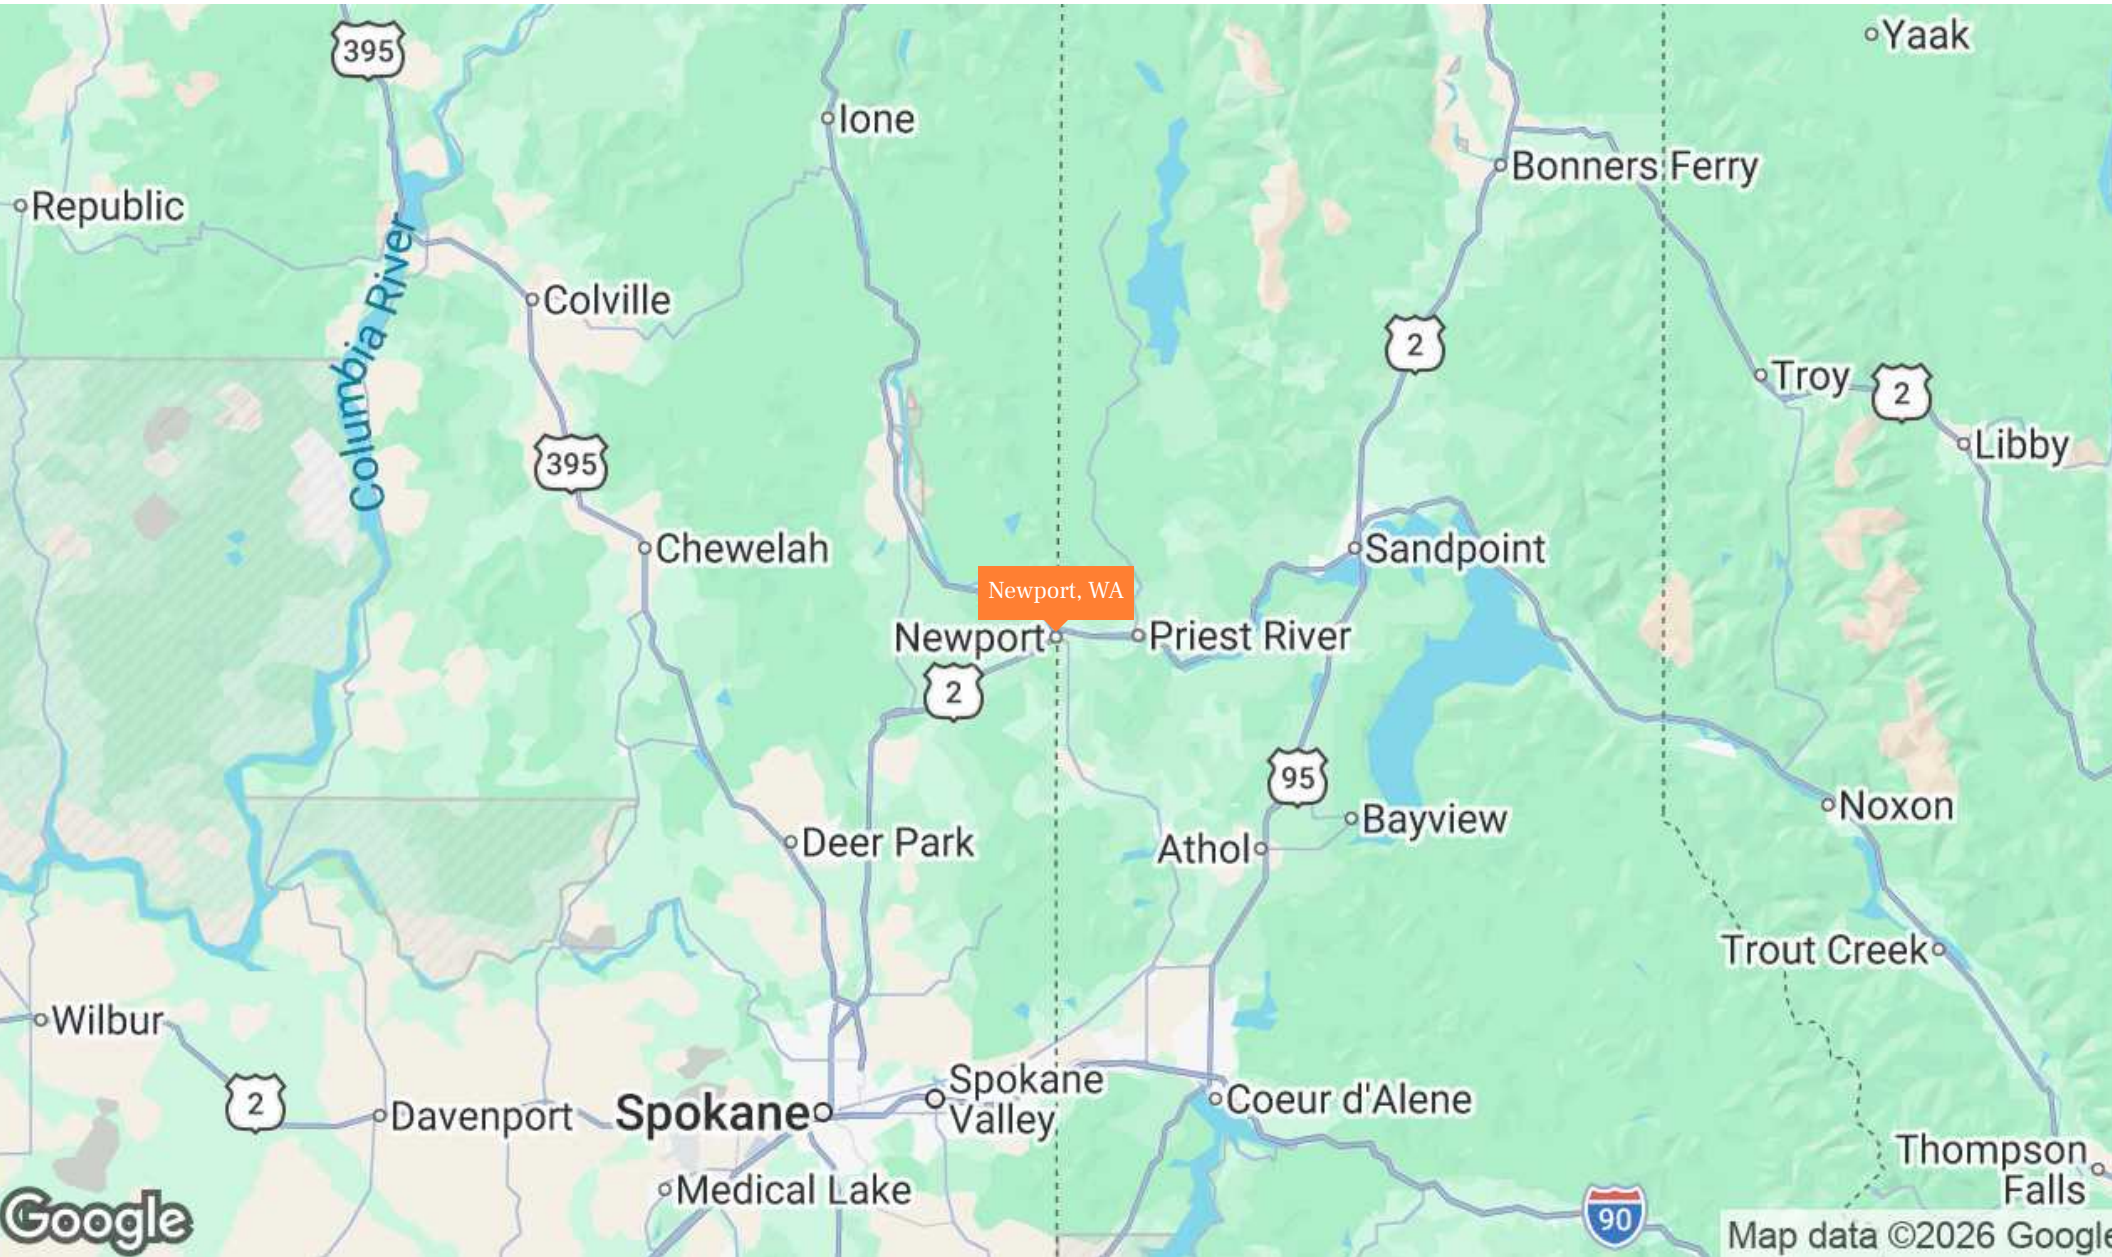 395
Yaak
Ione
Bonners Ferry
Republic
Columbia River
Colville
2
Troy
2
Libby
395
Chewelah
Sandpoint
Newport, WA
Newport
Priest River
2
95
Bayview
Noxon
Deer Park
Athol
Trout Creek
Wilbur
2
Davenport
Spokane
Spokane
Valley
Coeur d'Alene
Medical Lake
Thompson
Falls
90
Google
Map data ©2026 Google